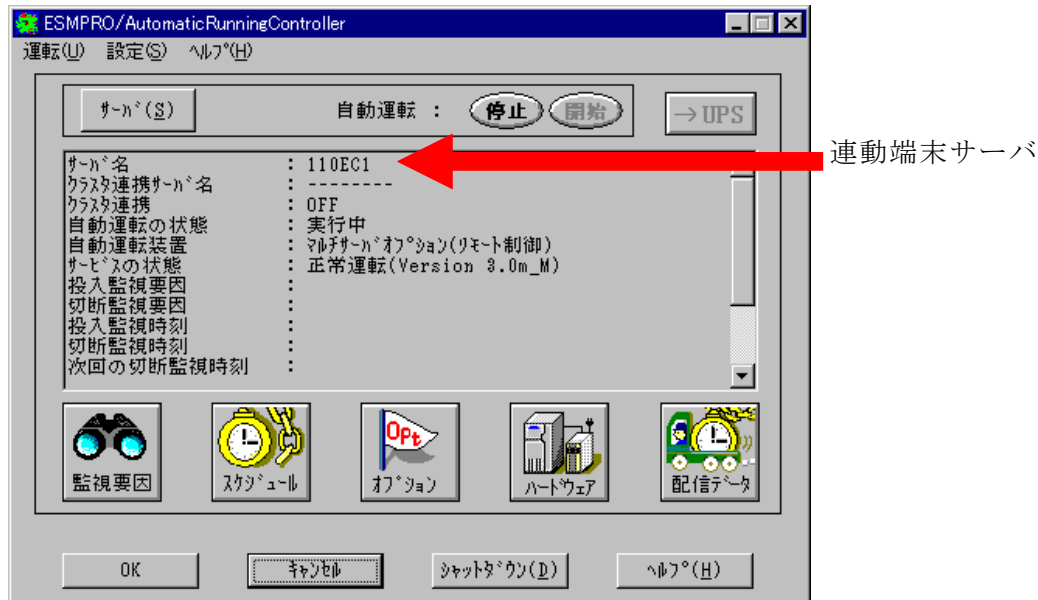 ESMPRO/AutomaticRunningController
運転(U) 設定(S) ヘルプ(H)
サーバ(S) 自動運転 : 停止 開始 →UPS
連動端末サーバ
サーバ名 : 110EC1
クラスタ連携サーバ名 : --------
クラスタ連携 : OFF
自動運転の状態 : 実行中
自動運転装置 : マルチサーバオプション(リモート制御)
サービスの状態 : 正常運転(Version 3.0m_M)
投入監視要因 :
切断監視要因 :
投入監視時刻 :
切断監視時刻 :
次回の切断監視時刻 :
Opt
監視要因 スケジュール オプション ハードウェア 配信データ
OK キャンセル シャットダウン(D) ヘルプ(H)